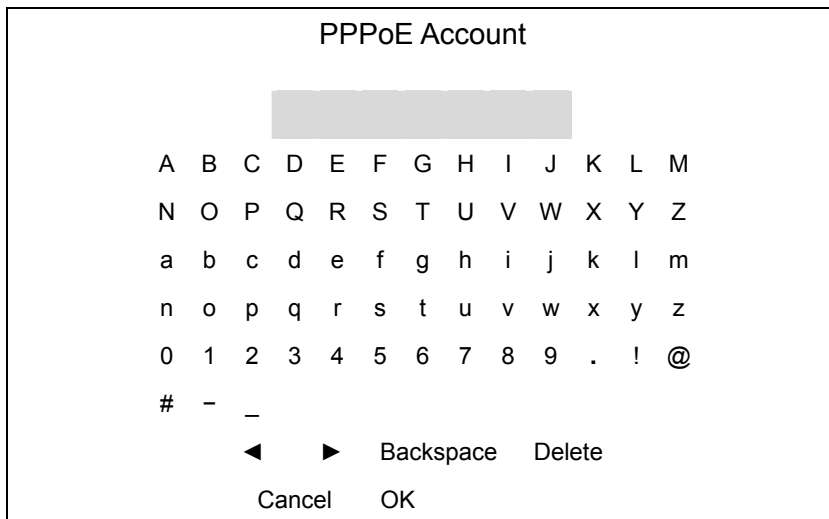 PPPoE Account
A B C D E F G H I J K L M
N O P Q R S T U V W X Y Z
a b c d e f g h i j k l m
n o p q r s t u v w x y z
0 1 2 3 4 5 6 7 8 9 . ! @
# − _
◄ ► Backspace Delete
Cancel OK